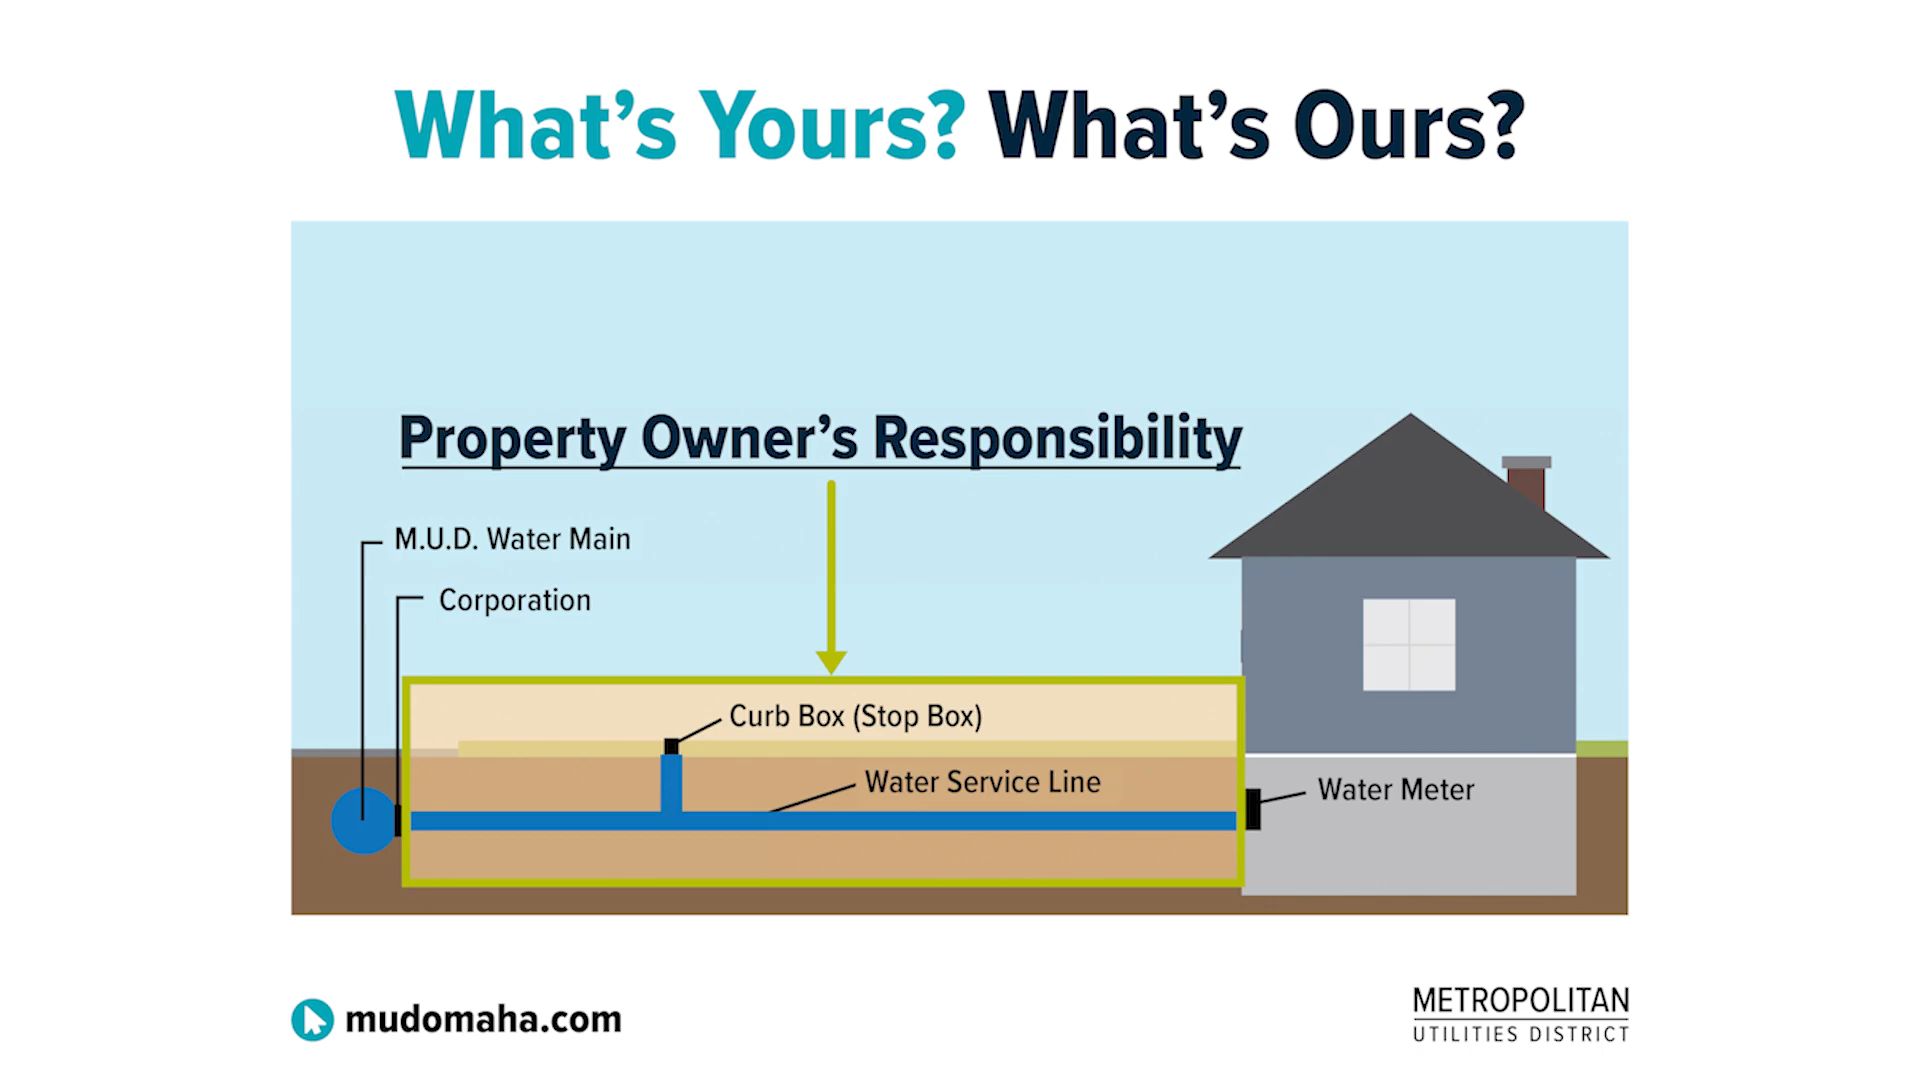 What’s Yours? What’s Ours?
Property Owner’s Responsibility
M.U.D. Water Main
Corporation
Curb Box (Stop Box)
Water Service Line
Water Meter
mudomaha.com
METROPOLITAN
UTILITIES DISTRICT